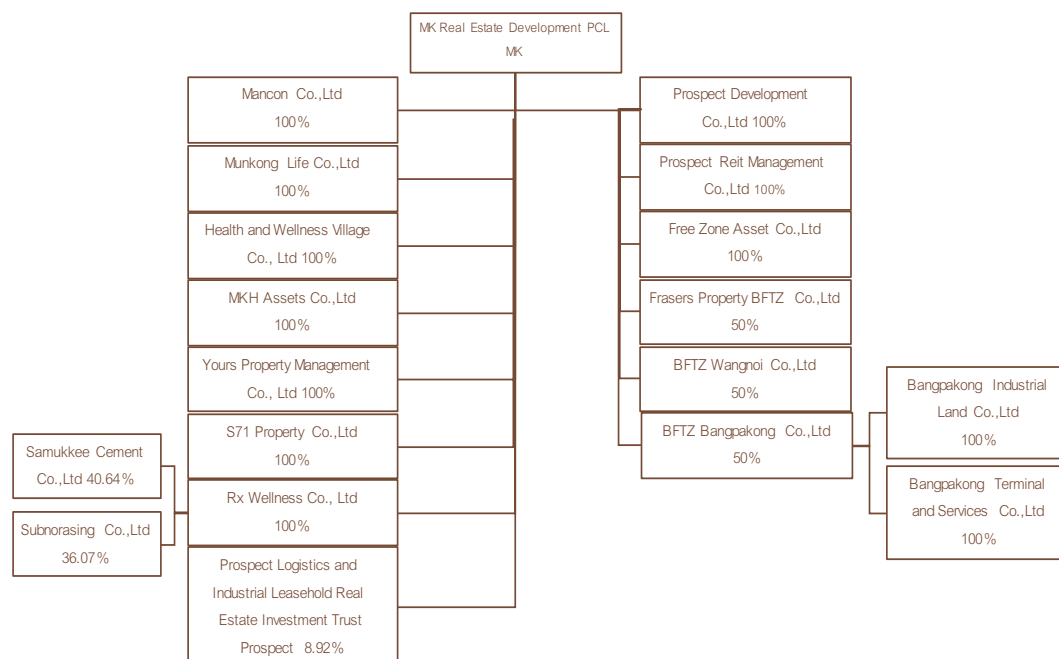 MK Real Estate Development PCL
MK
Mancon Co.,Ltd
100%
Munkong Life Co.,Ltd
100%
Health and Wellness Village
Co., Ltd 100%
MKH Assets Co.,Ltd
100%
Yours Property Management
Co., Ltd 100%
S71 Property Co.,Ltd
100%
Rx Wellness Co., Ltd
100%
Prospect Logistics and
Industrial Leasehold Real
Estate Investment Trust
Prospect 8.92%
Samukkee Cement
Co.,Ltd 40.64%
Subnorasing Co.,Ltd
36.07%
Prospect Development
Co.,Ltd 100%
Prospect Reit Management
Co.,Ltd 100%
Free Zone Asset Co.,Ltd
100%
Frasers Property BFTZ Co.,Ltd
50%
BFTZ Wangnoi Co.,Ltd
50%
BFTZ Bangpakong Co.,Ltd
50%
Bangpakong Industrial
Land Co.,Ltd
100%
Bangpakong Terminal
and Services Co.,Ltd
100%